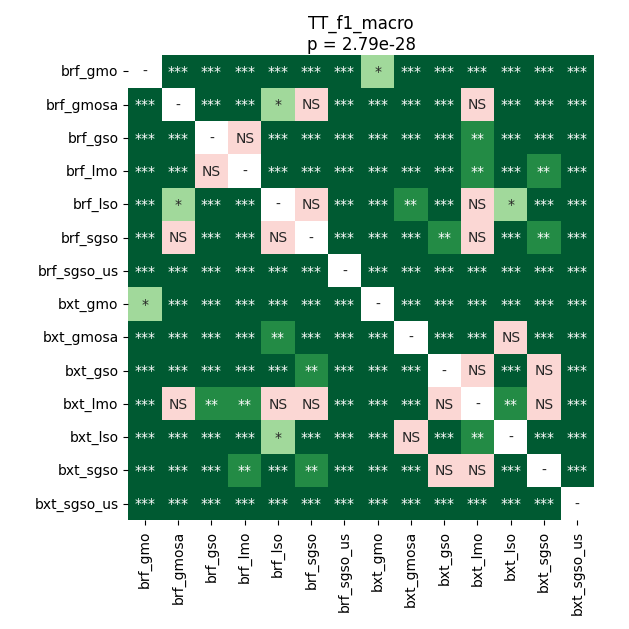 TT_f1_macro
p = 2.79e-28
brf_gmo - *** *** *** *** *** *** * *** *** *** *** *** ***
brf_gmosa *** - *** *** * NS *** *** *** *** NS *** *** ***
brf_gso *** *** - NS *** *** *** *** *** *** ** *** *** ***
brf_lmo *** *** NS - *** *** *** *** *** *** ** *** ** ***
brf_lso *** * *** *** - NS *** *** ** *** NS * *** ***
brf_sgso *** NS *** *** NS - *** *** *** ** NS *** ** ***
brf_sgso_us *** *** *** *** *** *** - *** *** *** *** *** *** ***
bxt_gmo * *** *** *** *** *** *** - *** *** *** *** *** ***
bxt_gmosa *** *** *** *** ** *** *** *** - *** *** NS *** ***
bxt_gso *** *** *** *** *** ** *** *** *** - NS *** NS ***
bxt_lmo *** NS ** ** NS NS *** *** *** NS - ** NS ***
bxt_lso *** *** *** *** * *** *** *** NS *** ** - *** ***
bxt_sgso *** *** *** ** *** ** *** *** *** NS NS *** - ***
bxt_sgso_us *** *** *** *** *** *** *** *** *** *** *** *** *** -
brf_gmo brf_gmosa brf_gso brf_lmo brf_lso brf_sgso brf_sgso_us bxt_gmo bxt_gmosa bxt_gso bxt_lmo bxt_lso bxt_sgso bxt_sgso_us